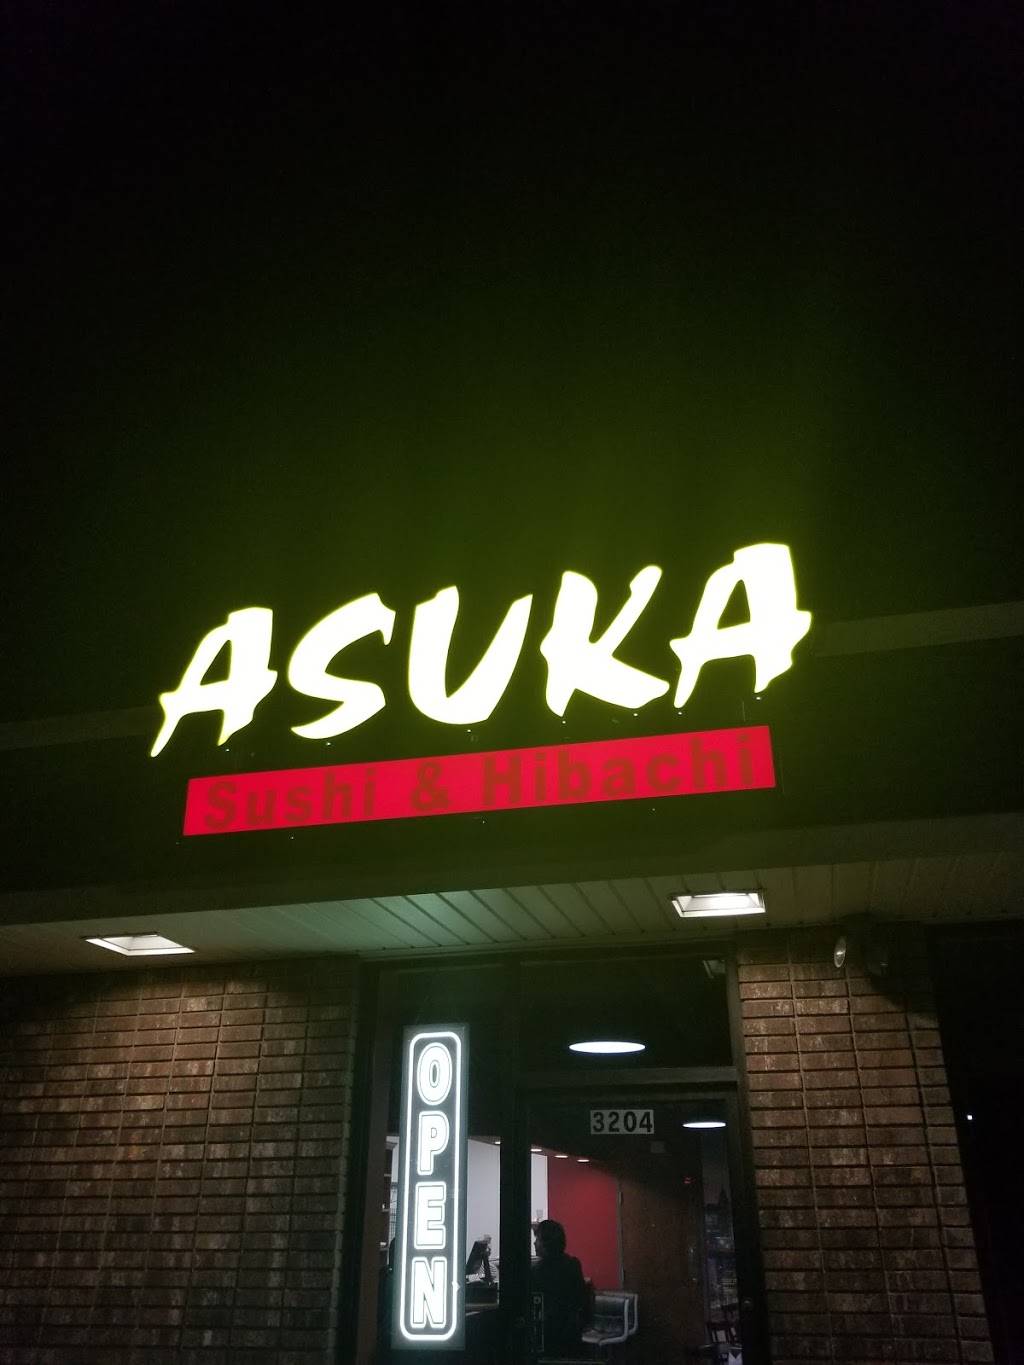 ASUKA
Sushi & Hibachi
3204
OPEN